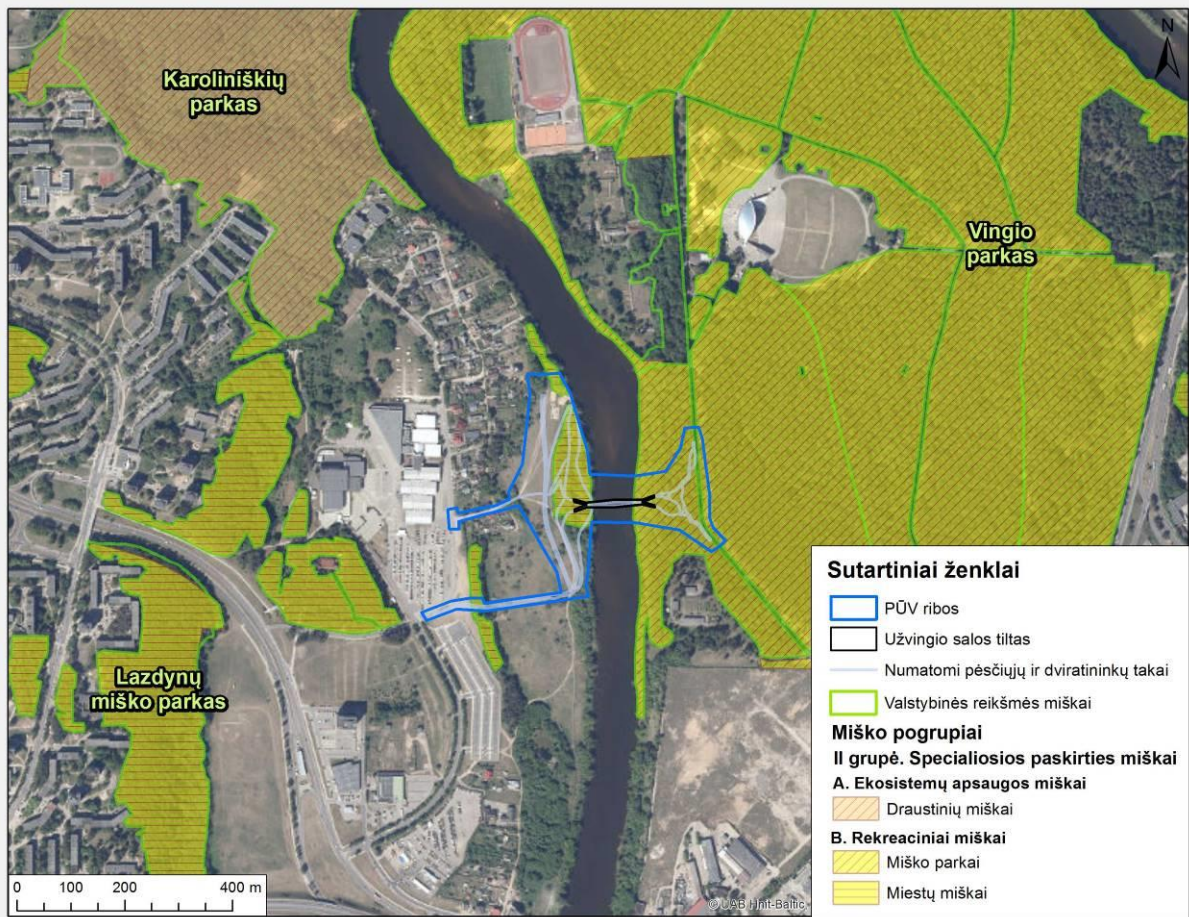 N
Karoliniškių
parkas
Vingio
parkas
Lazdynų
miško parkas
Sutartiniai ženklai
PŪV ribos
Užvingio salos tiltas
Numatomi pėsčiųjų ir dviratininkų takai
Valstybinės reikšmės miškai
Miško pogrupiai
II grupė. Specialiosios paskirties miškai
A. Ekosistemų apsaugos miškai
Draustinių miškai
B. Rekreaciniai miškai
Miško parkai
Miestų miškai
0 100 200 400 m
© UAB Hnit-Baltic